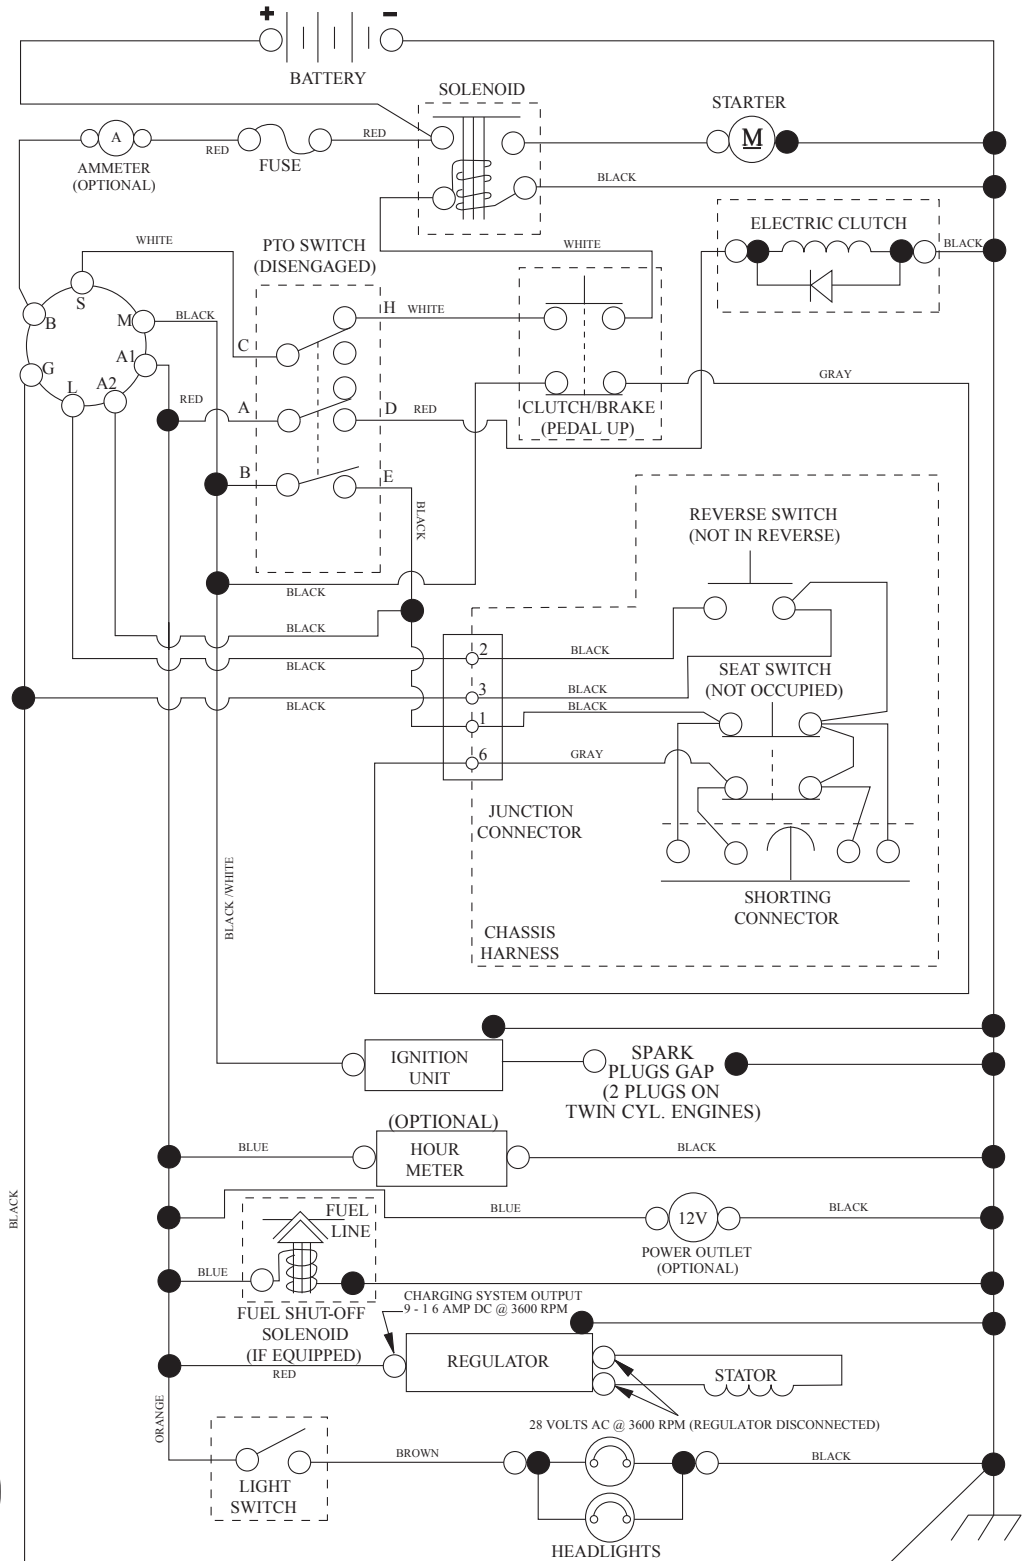 + −
BATTERY
SOLENOID
STARTER
M
A
RED
FUSE
RED
AMMETER
(OPTIONAL)
BLACK
ELECTRIC CLUTCH
BLACK
WHITE
PTO SWITCH
(DISENGAGED)
WHITE
S
B
M
BLACK
H
WHITE
C
G
A1
L
A2
RED
A
D
RED
GRAY
CLUTCH/BRAKE
(PEDAL UP)
B
E
BLACK
REVERSE SWITCH
(NOT IN REVERSE)
BLACK
BLACK
BLACK
2
BLACK
SEAT SWITCH
(NOT OCCUPIED)
BLACK
3
BLACK
BLACK
1
6
GRAY
JUNCTION
CONNECTOR
BLACK /WHITE
SHORTING
CONNECTOR
CHASSIS
HARNESS
IGNITION
UNIT
SPARK
PLUGS GAP
(2 PLUGS ON
TWIN CYL. ENGINES)
(OPTIONAL)
HOUR
METER
BLUE
BLACK
BLACK
BLUE
12V
BLACK
FUEL
LINE
POWER OUTLET
(OPTIONAL)
BLUE
CHARGING SYSTEM OUTPUT
9 - 1 6 AMP DC @ 3600 RPM
FUEL SHUT-OFF
SOLENOID
(IF EQUIPPED)
RED
REGULATOR
STATOR
28 VOLTS AC @ 3600 RPM (REGULATOR DISCONNECTED)
ORANGE
BROWN
BLACK
LIGHT
SWITCH
HEADLIGHTS